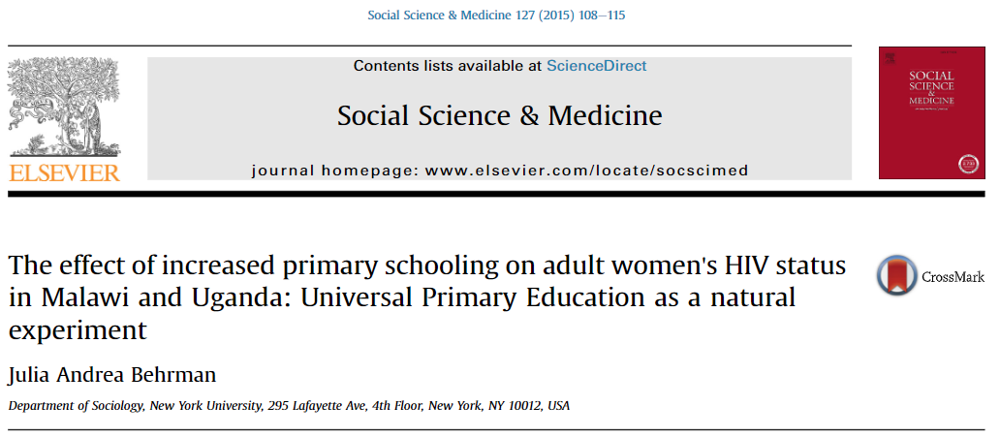 Social Science & Medicine 127 (2015) 108–115
Contents lists available at ScienceDirect
Social Science & Medicine
journal homepage: www.elsevier.com/locate/socscimed
ELSEVIER
SOCIAL
SCIENCE
&
MEDICINE
The effect of increased primary schooling on adult women's HIV status
in Malawi and Uganda: Universal Primary Education as a natural
experiment
CrossMark
Julia Andrea Behrman
Department of Sociology, New York University, 295 Lafayette Ave, 4th Floor, New York, NY 10012, USA